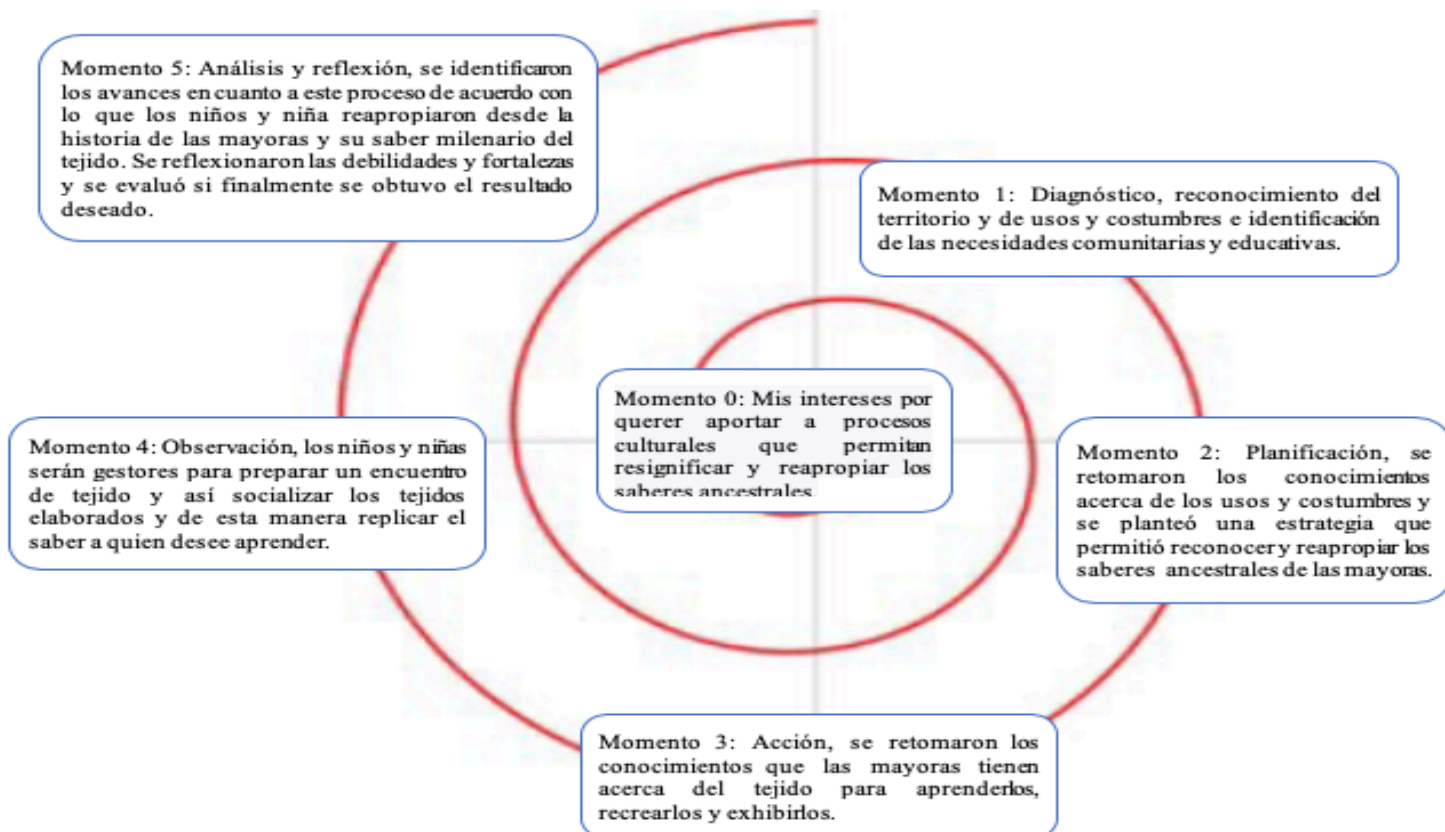 Momento 5: Análisis y reflexión, se identificaron
los avances en cuanto a este proceso de acuerdo con
lo que los niños y niña reapropiaron desde la
historia de las mayoras y su saber milenario del
tejido. Se reflexionaron las debilidades y fortalezas
y se evaluó si finalmente se obtuvo el resultado
deseado.
Momento 1: Diagnóstico, reconocimiento del
territorio y de usos y costumbres e identificación
de las necesidades comunitarias y educativas.
Momento 0: Mis intereses por
querer aportar a procesos
culturales que permitan
resignificar y reapropiar los
saberes ancestrales.
Momento 4: Observación, los niños y niñas
serán gestores para preparar un encuentro
de tejido y así socializar los tejidos
elaborados y de esta manera replicar el
saber a quien desee aprender.
Momento 2: Planificación, se
retomaron los conocimientos
acerca de los usos y costumbres y
se planteó una estrategia que
permitió reconocer y reapropiar los
saberes ancestrales de las mayoras.
Momento 3: Acción, se retomaron los
conocimientos que las mayoras tienen
acerca del tejido para aprenderlos,
recrearlos y exhibirlos.